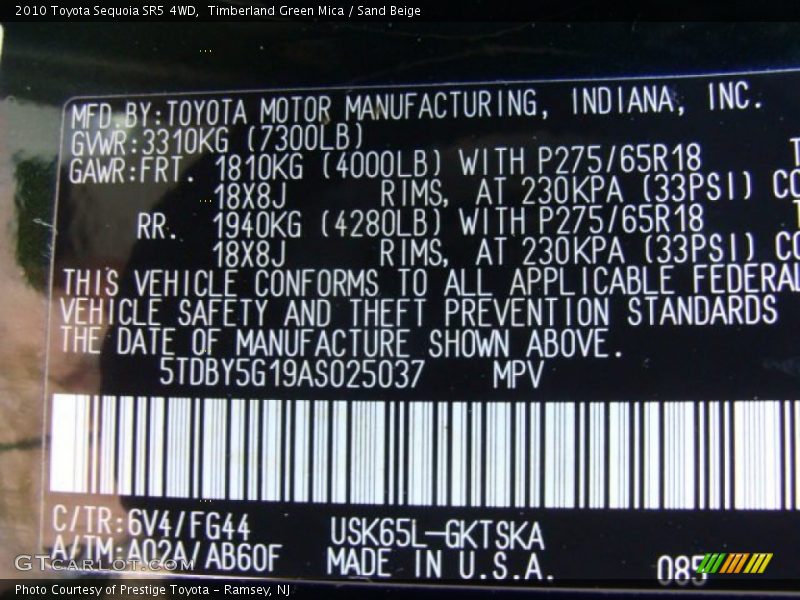 2010 Toyota Sequoia SR5 4WD,  Timberland Green Mica / Sand Beige
MFD.BY:TOYOTA MOTOR MANUFACTURING, INDIANA, INC.
GVWR:3310KG (7300LB)
GAWR:FRT. 1810KG (4000LB) WITH P275/65R18 T
18X8J RIMS, AT 230KPA (33PSI) CO
RR. 1940KG (4280LB) WITH P275/65R18 T
18X8J RIMS, AT 230KPA (33PSI) CO
THIS VEHICLE CONFORMS TO ALL APPLICABLE FEDERAL
VEHICLE SAFETY AND THEFT PREVENTION STANDARDS
THE DATE OF MANUFACTURE SHOWN ABOVE.
5TDBY5G19AS025037 MPV
C/TR:6V4/FG44 USK65L-GKTSKA
A/TM:A02A/AB60F MADE IN U.S.A. 085
GTCarLot.com
Photo Courtesy of Prestige Toyota - Ramsey, NJ